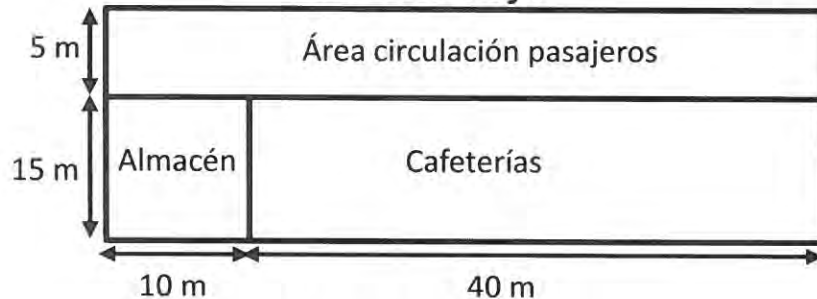 5 m
Área circulación pasajeros
15 m
Almacén
Cafeterías
10 m
40 m